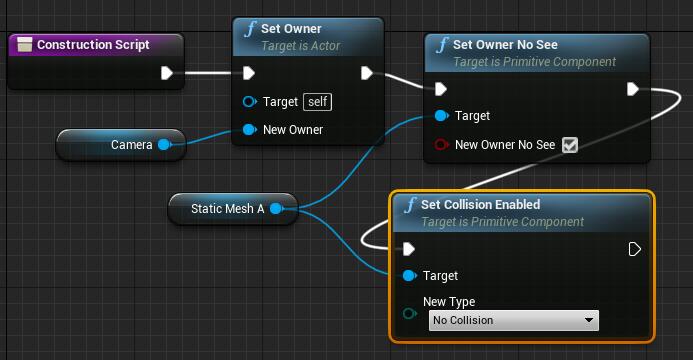 Construction Script
f Set Owner
Target is Actor
Target self
New Owner
Camera
Static Mesh A
f Set Owner No See
Target is Primitive Component
Target
New Owner No See
f Set Collision Enabled
Target is Primitive Component
Target
New Type
No Collision